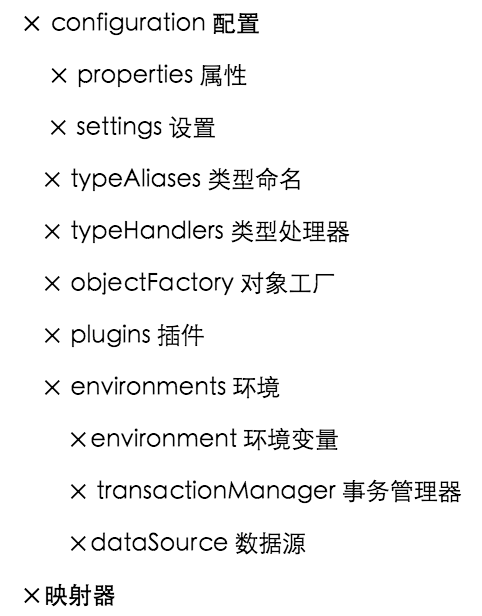 × configuration 配置
× properties 属性
× settings 设置
× typeAliases 类型命名
× typeHandlers 类型处理器
× objectFactory 对象工厂
× plugins 插件
× environments 环境
×environment 环境变量
× transactionManager 事务管理器
×dataSource 数据源
×映射器